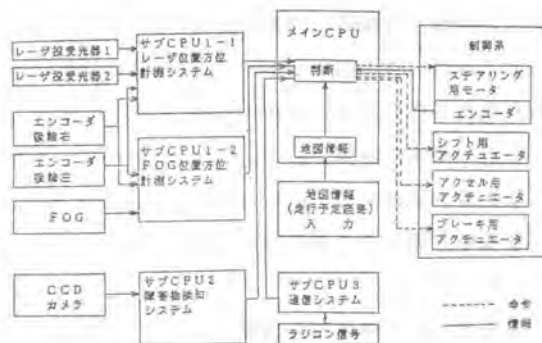 レーザ投受光器1
レーザ投受光器2
エンコーダ
後輪右
エンコーダ
後輪左
FOG
CCD
カメラ
サブCPU1-1
レーザ位置方位
計測システム
サブCPU1-2
FOG位置方位
計測システム
サブCPU2
障害物検知
システム
メインCPU
判断
地図情報
地図情報
(走行予定経路)
入 力
サブCPU3
通信システム
ラジコン信号
制御系
ステアリング
用モータ
エンコーダ
シフト用
アクチュエータ
アクセル用
アクチュエータ
ブレーキ用
アクチュエータ
命令
情報